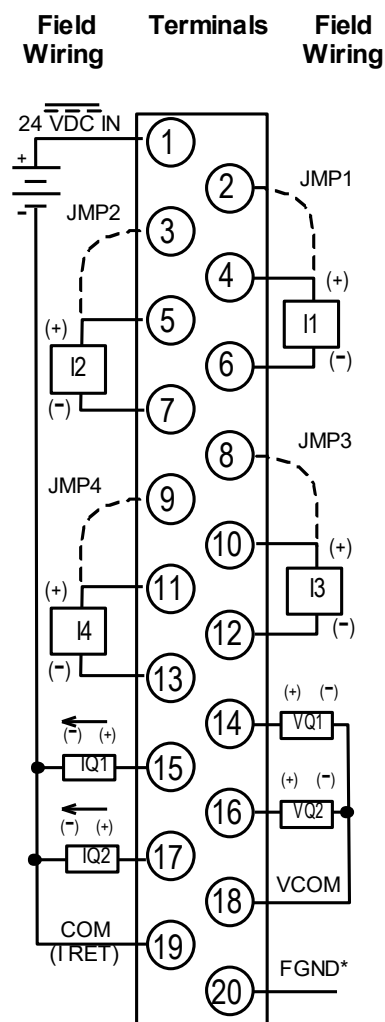 Field Wiring
Terminals
Field Wiring
24 VDC IN
+
-
1
2
JMP1
JMP2
3
4
(+)
5
(+)
I1
I2
6
(-)
(-)
7
JMP3
8
JMP4
9
10
(+)
(+)
11
I3
I4
12
(-)
(-)
13
(+) (-)
14
VQ1
(-) (+)
IQ1
15
(+) (-)
16
VQ2
(-) (+)
IQ2
17
VCOM
18
COM
(I RET)
19
FGND*
20